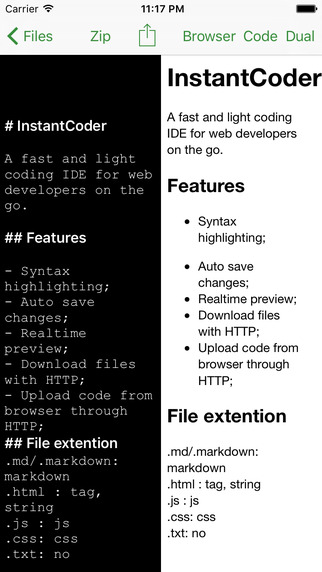 Carrier 11:17 PM
Files Zip Browser Code Dual
# InstantCoder
A fast and light
coding IDE for web
developers on the
go.
## Features
- Syntax
highlighting;
- Auto save
changes;
- Realtime
preview;
- Download files
with HTTP;
- Upload code from
browser through
HTTP;
## File extention
.md/.markdown:
markdown
.html : tag,
string
.js : js
.css: css
.txt: no
InstantCoder
A fast and light coding
IDE for web developers
on the go.
Features
• Syntax
highlighting;
• Auto save
changes;
• Realtime preview;
• Download files
with HTTP;
• Upload code from
browser through
HTTP;
File extention
.md/.markdown:
markdown
.html : tag, string
.js : js
.css: css
.txt: no